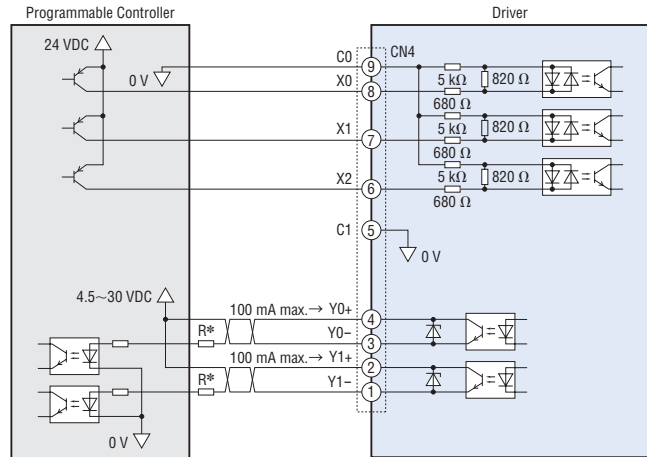 Programmable Controller
Driver
24 VDC
0 V
C0
CN4
9
5 kΩ
820 Ω
X0
8
680 Ω
5 kΩ
820 Ω
X1
7
680 Ω
5 kΩ
820 Ω
X2
6
680 Ω
C1
5
0 V
4.5~30 VDC
100 mA max.→ Y0+
4
R*
Y0−
3
100 mA max.→ Y1+
2
R*
Y1−
1
0 V